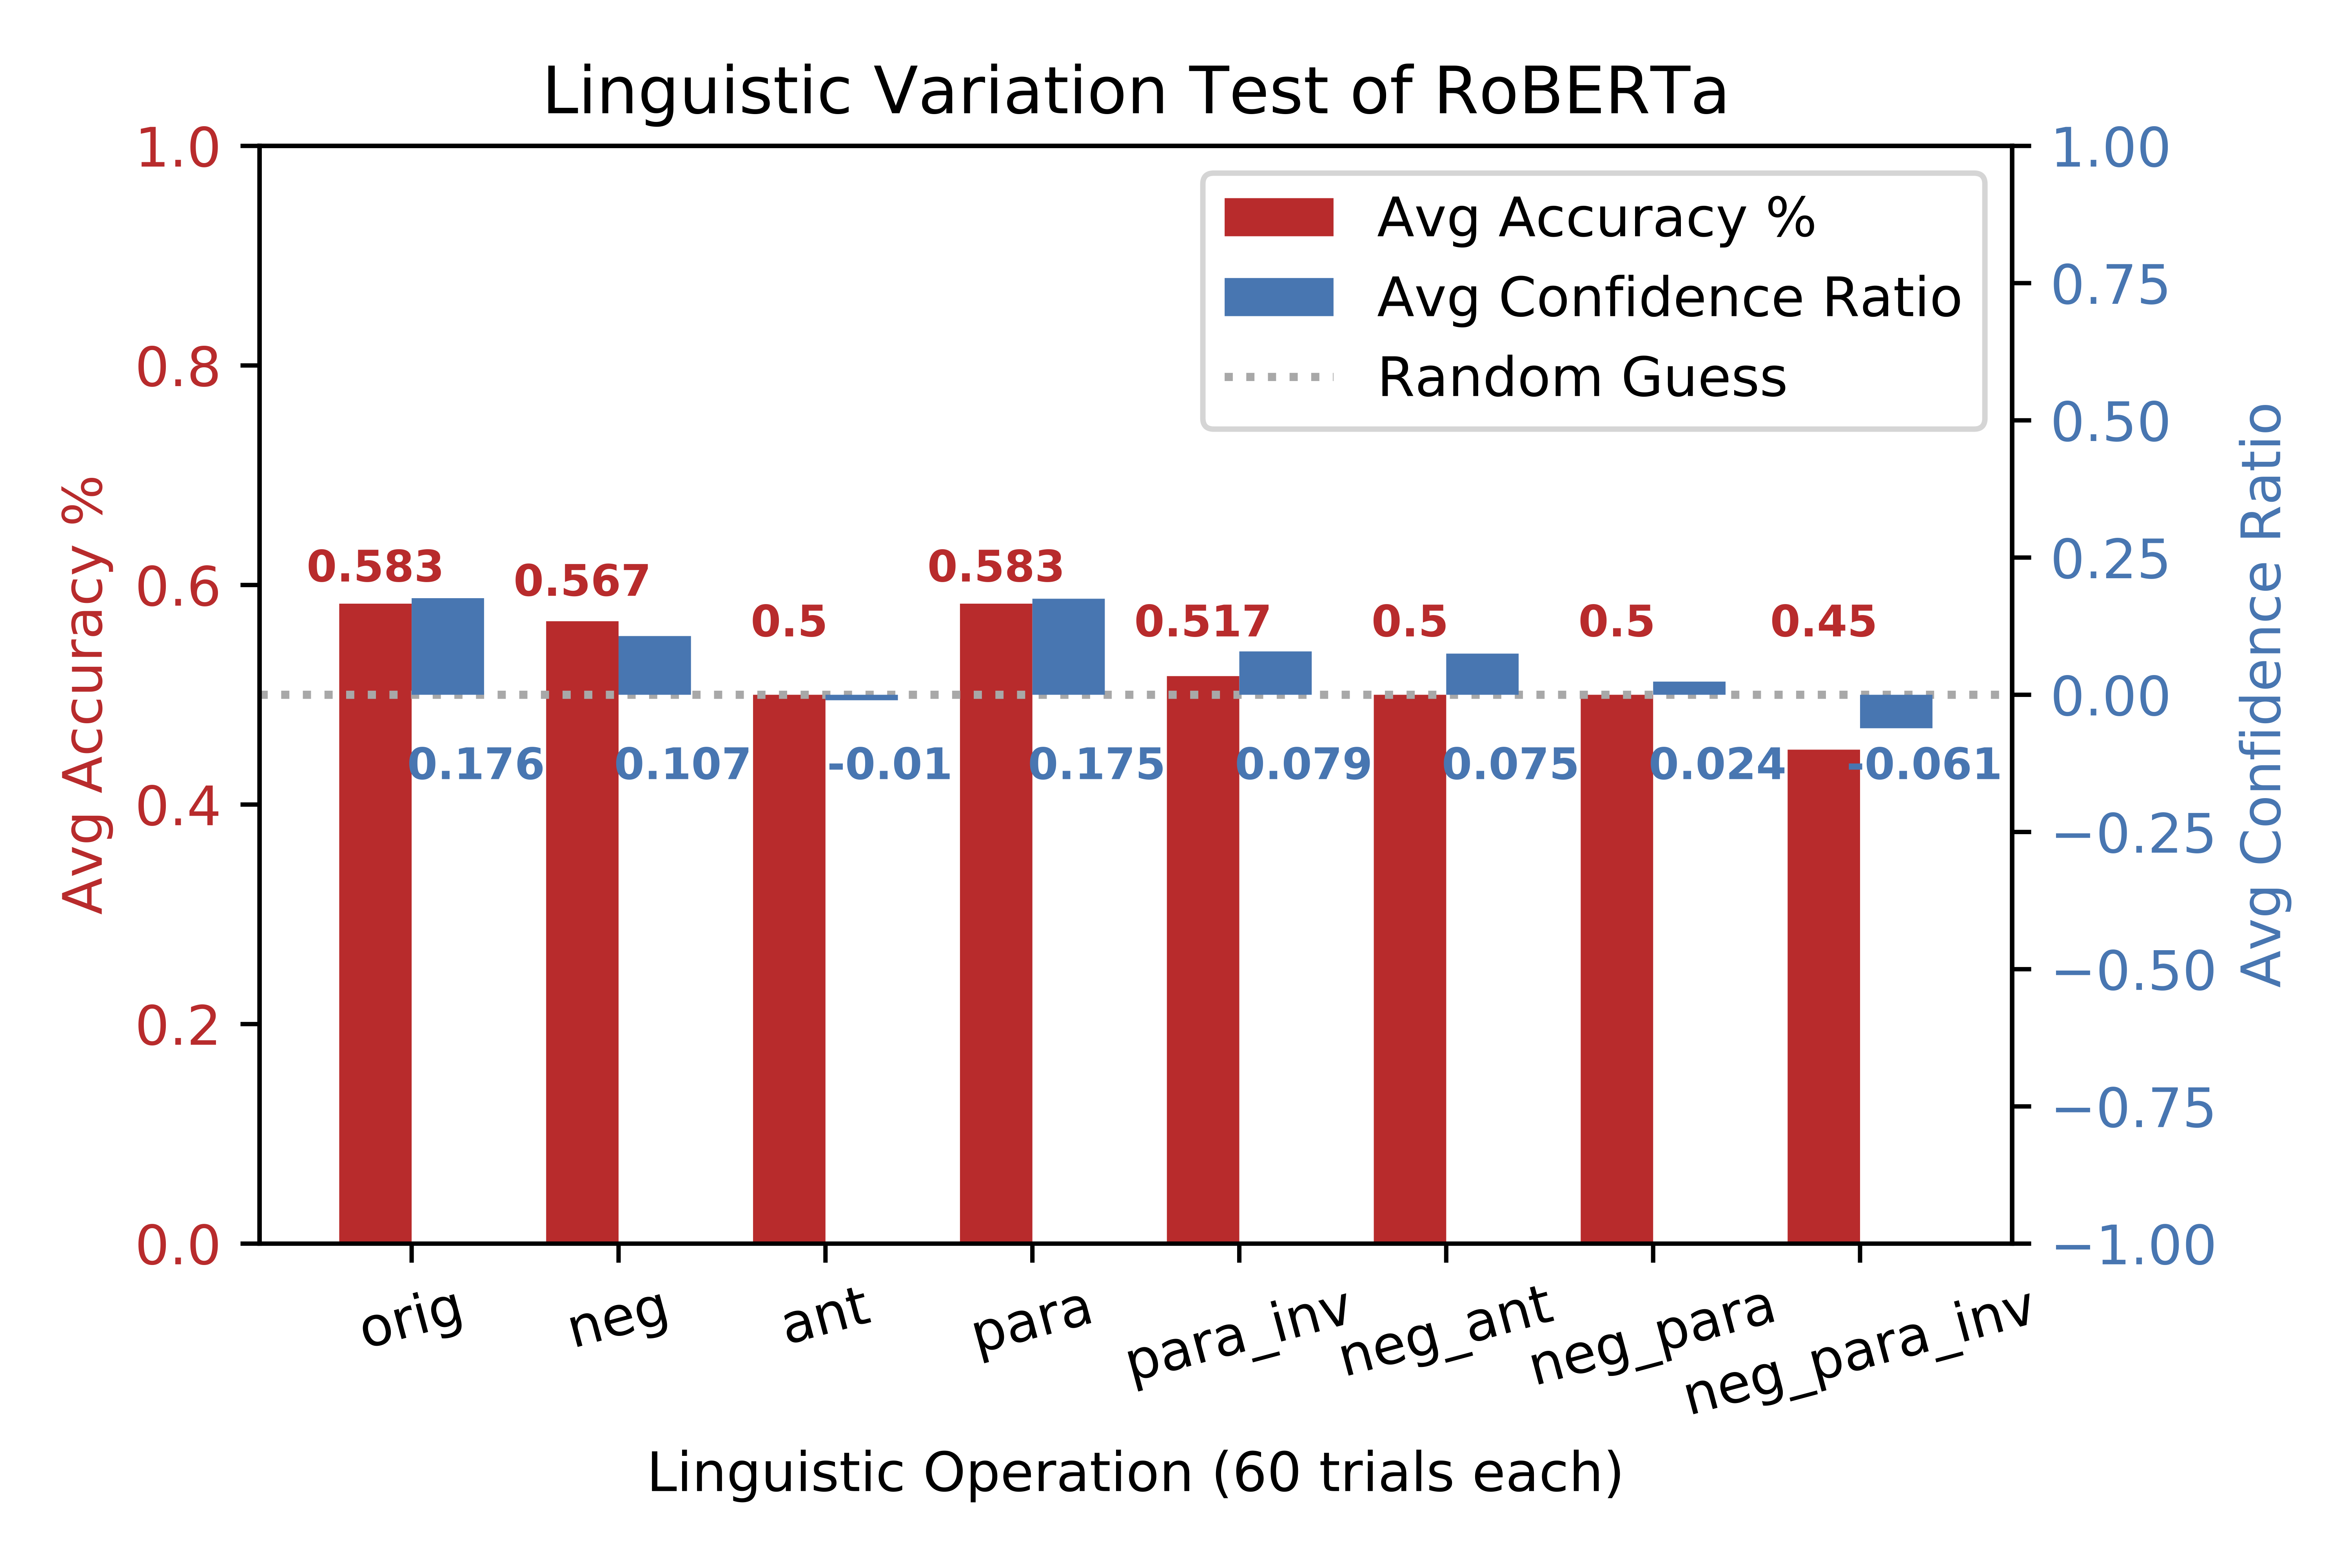 Linguistic Variation Test of RoBERTa
1.0
0.8
0.6
0.4
0.2
0.0
Avg Accuracy %
1.00
0.75
0.50
0.25
0.00
−0.25
−0.50
−0.75
−1.00
Avg Confidence Ratio
Avg Accuracy %
Avg Confidence Ratio
Random Guess
0.583
0.567
0.5
0.583
0.517
0.5
0.5
0.45
0.176
0.107
-0.01
0.175
0.079
0.075
0.024
-0.061
orig
neg
ant
para
para_inv
neg_ant
neg_para
neg_para_inv
Linguistic Operation (60 trials each)